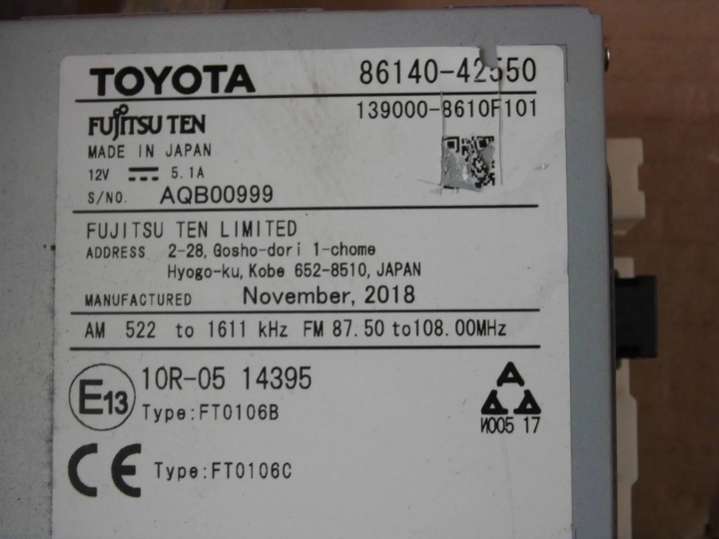 TOYOTA 86140-42550
FUJITSU TEN 139000-8610F101
MADE IN JAPAN
12V 5.1A
S/NO. AQB00999
FUJITSU TEN LIMITED
ADDRESS 2-28, Gosho-dori 1-chome
Hyogo-ku, Kobe 652-8510, JAPAN
MANUFACTURED November, 2018
AM 522 to 1611 kHz FM 87.50 to 108.00MHz
E13 10R-05 14395
Type:FT0106B
И005 17
CE Type:FT0106C